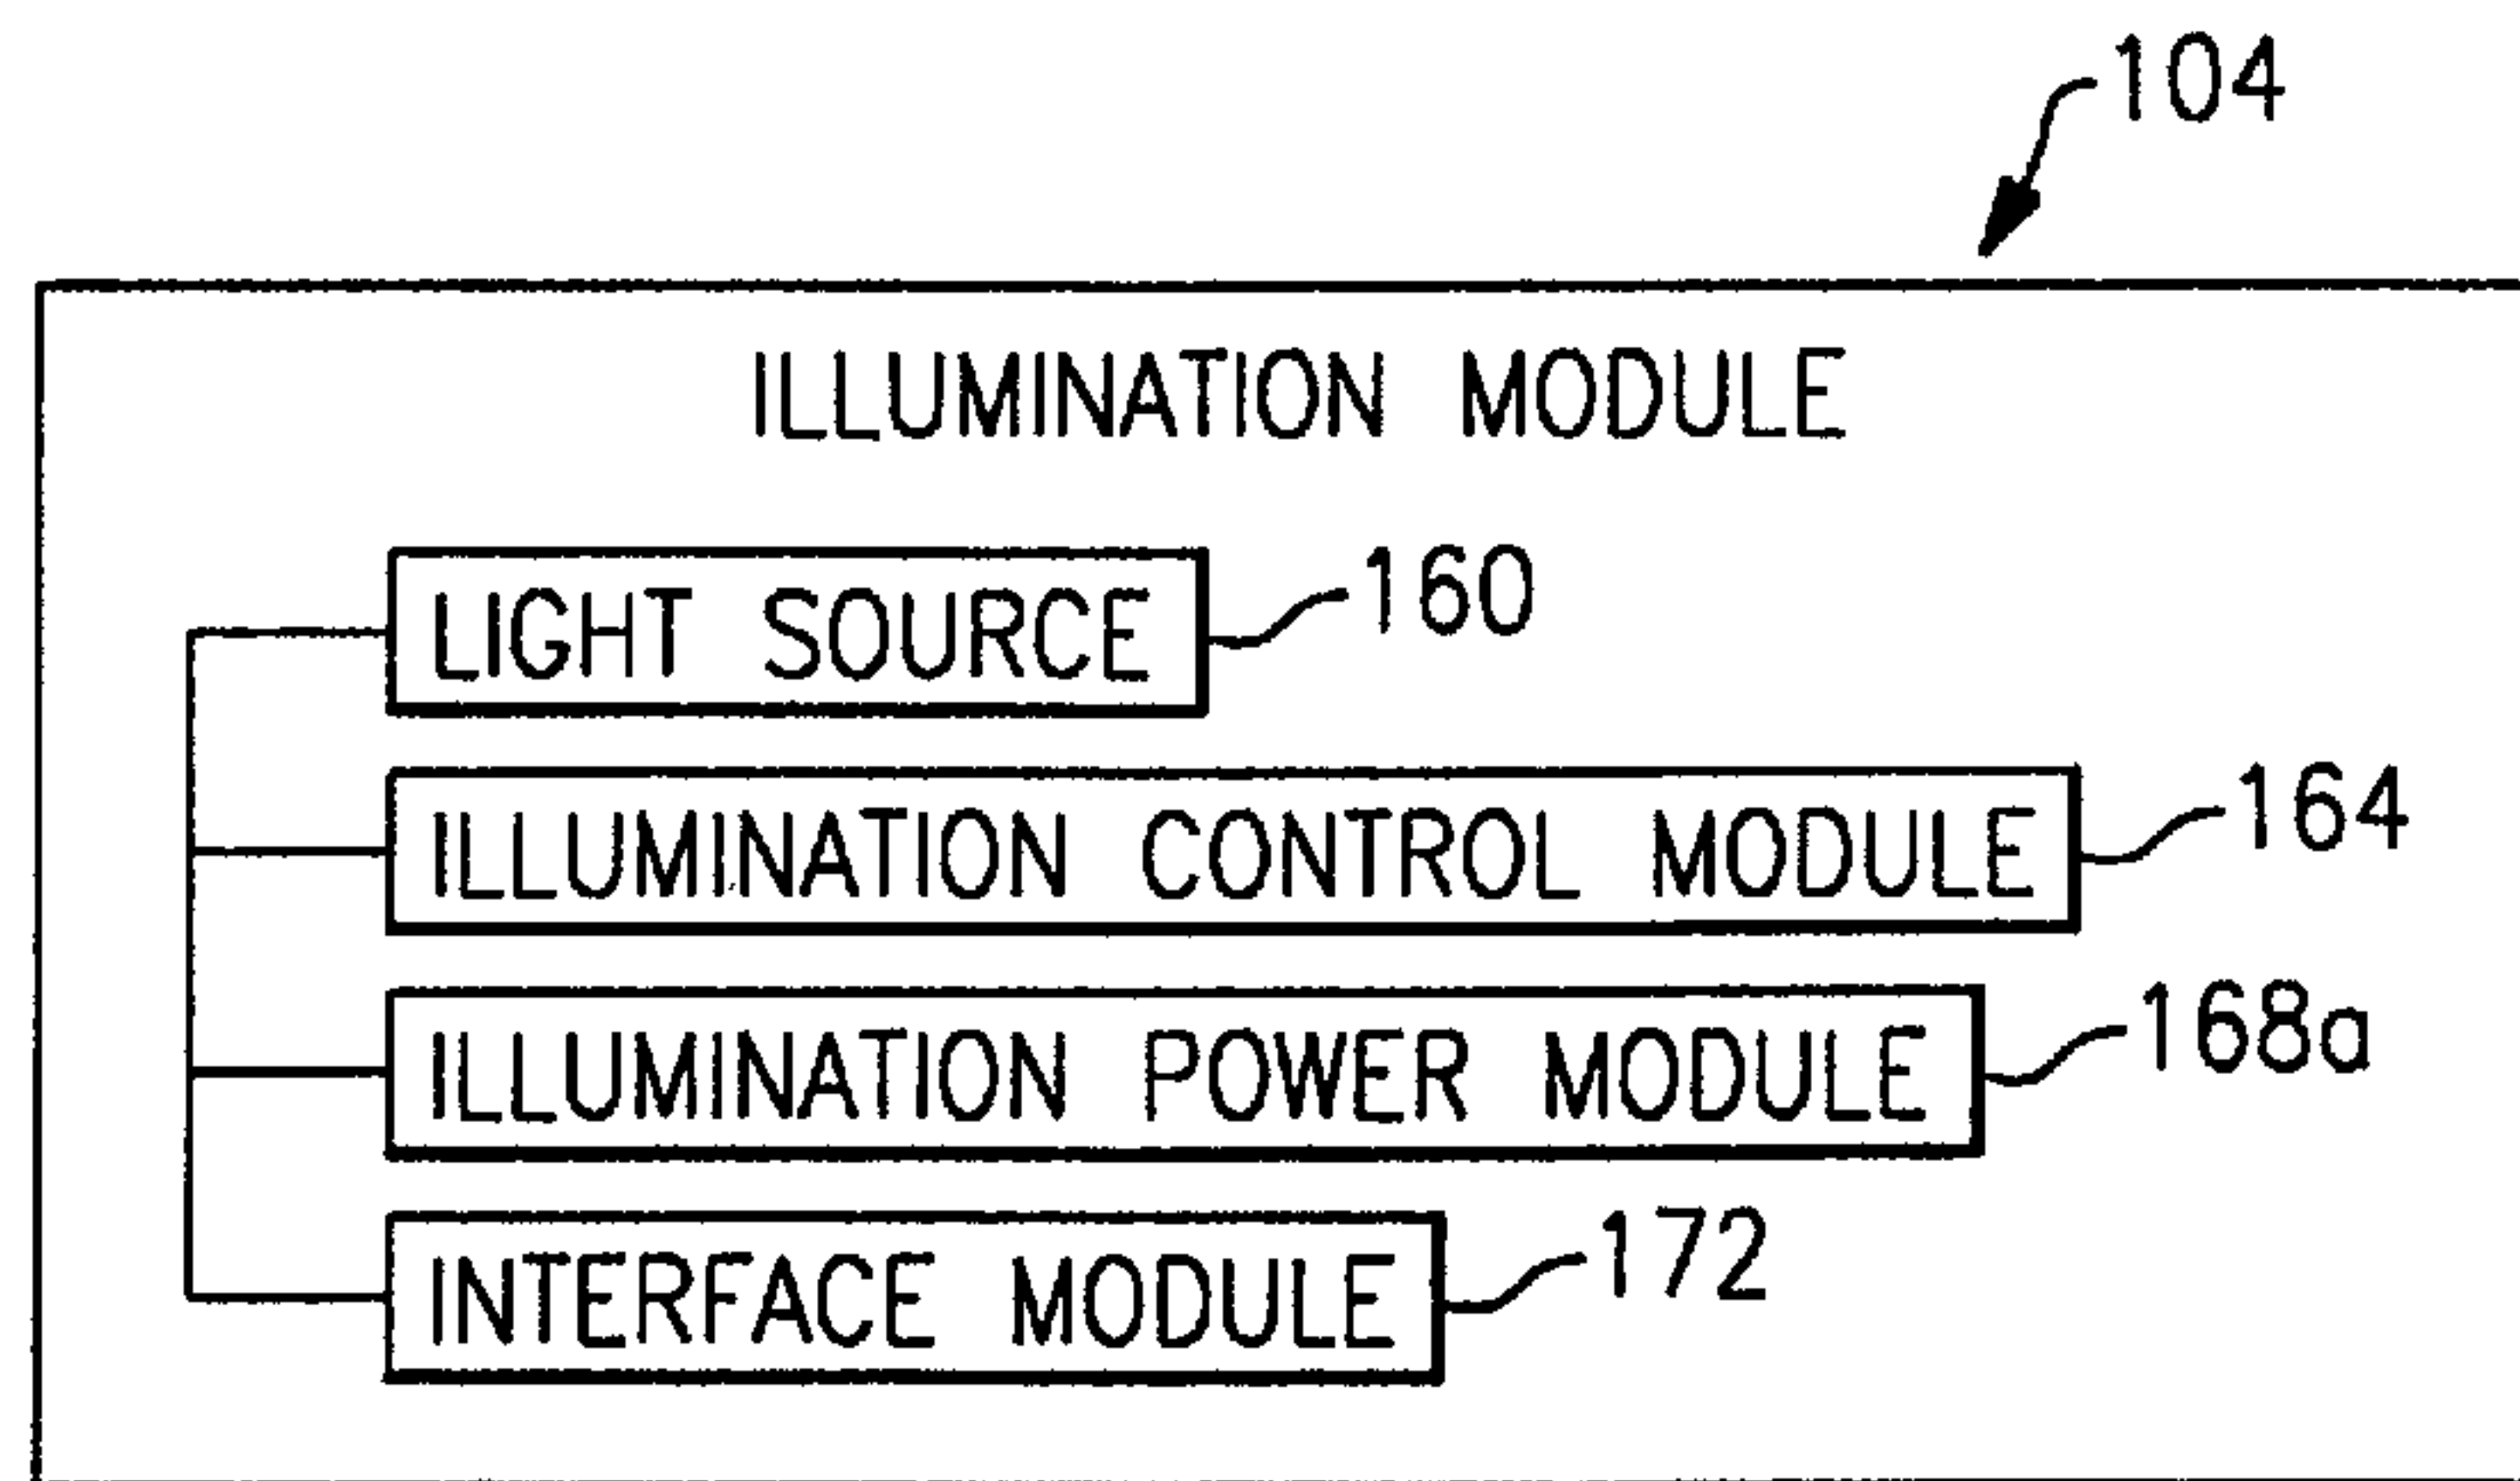 104
ILLUMINATION MODULE
LIGHT SOURCE 160
ILLUMINATION CONTROL MODULE 164
ILLUMINATION POWER MODULE 168a
INTERFACE MODULE 172